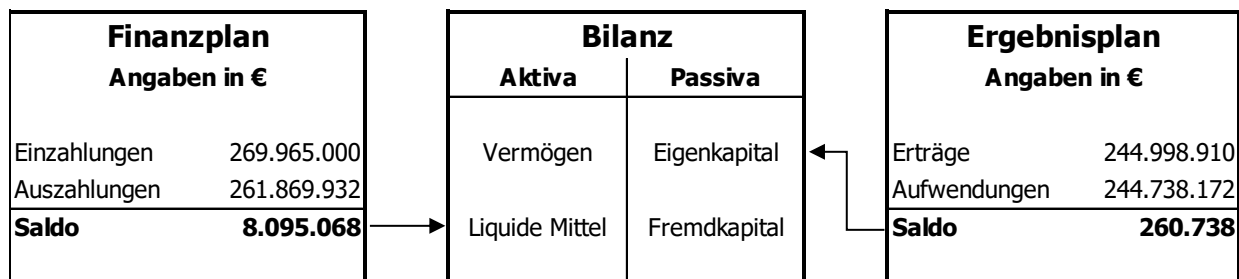 Finanzplan
Angaben in €
Einzahlungen 269.965.000
Auszahlungen 261.869.932
Saldo 8.095.068
Bilanz
Aktiva Passiva
Vermögen Eigenkapital
Liquide Mittel Fremdkapital
Ergebnisplan
Angaben in €
Erträge 244.998.910
Aufwendungen 244.738.172
Saldo 260.738